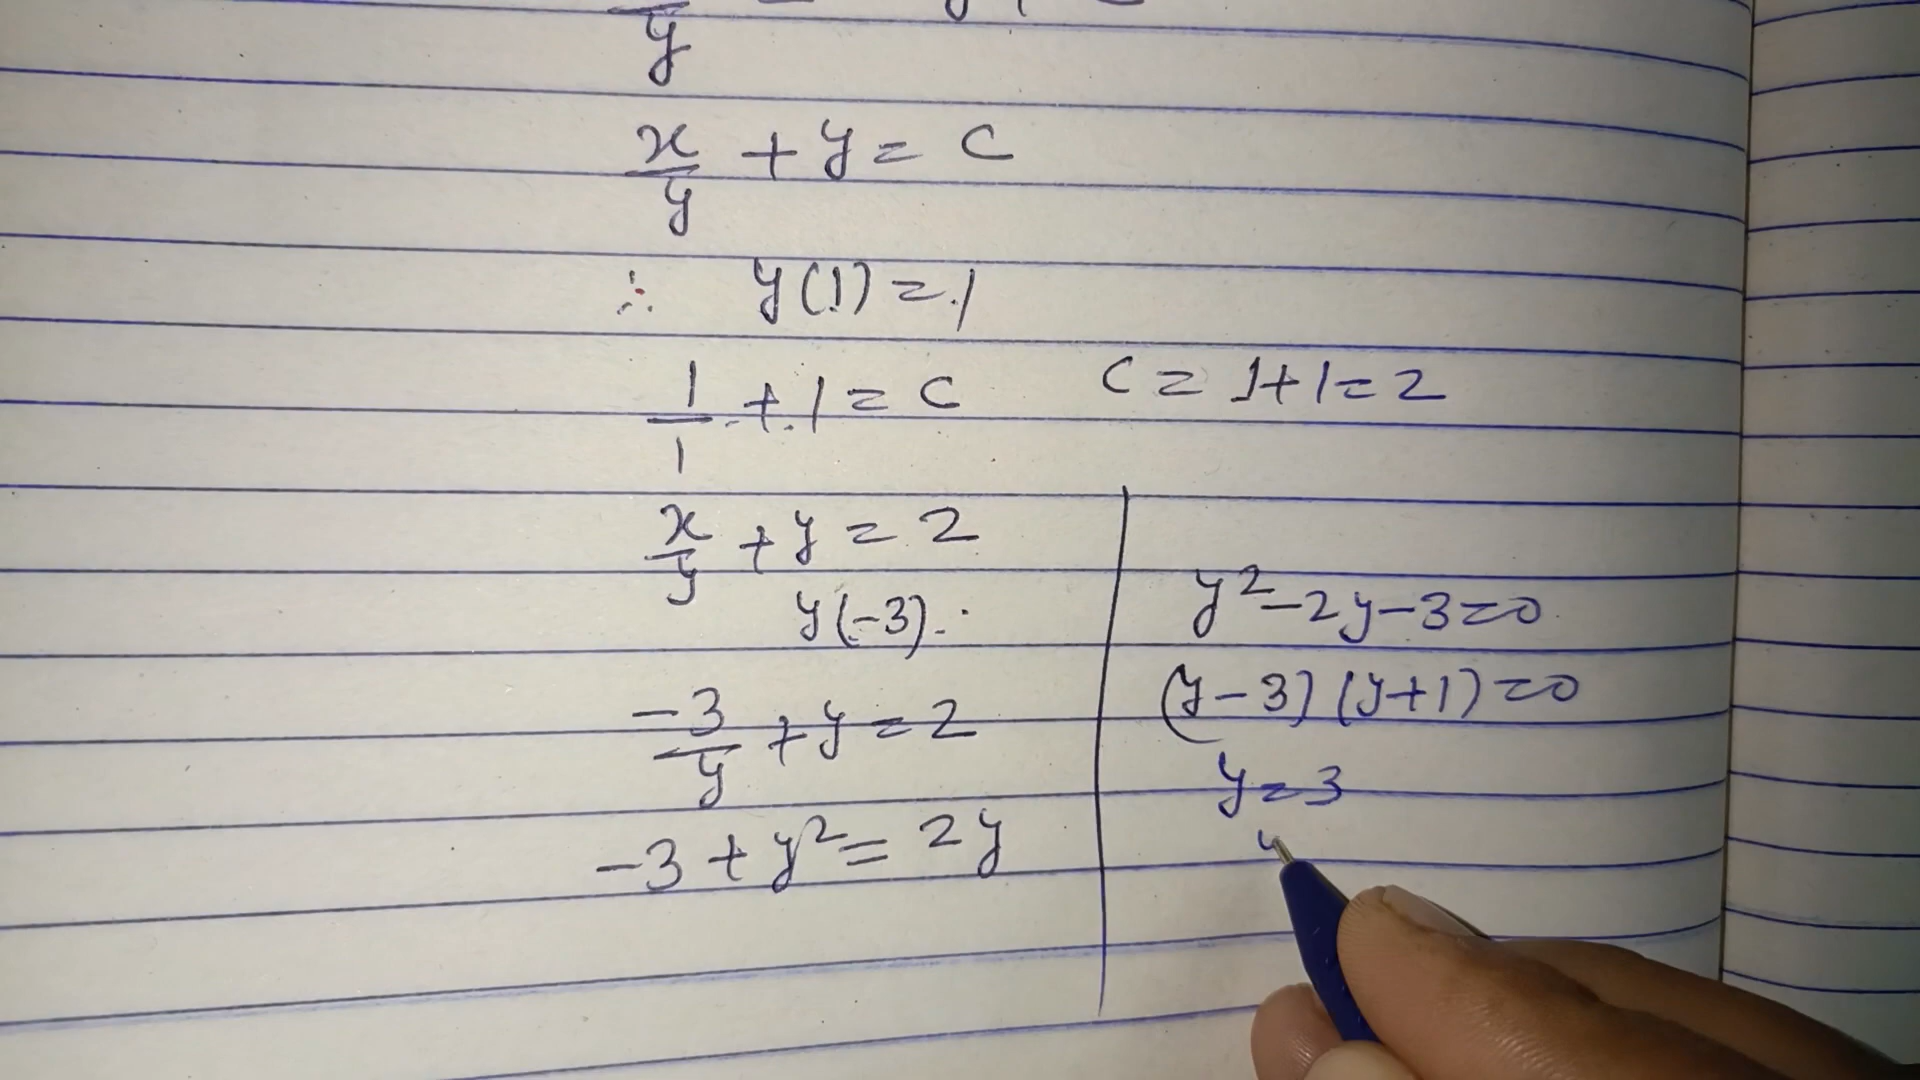 y
x/y + y = c
∴ y(1) = 1
1/1 + 1 = c   c = 1+1 = 2
x/y + y = 2
y(-3).
-3/y + y = 2
-3 + y² = 2y
y² - 2y - 3 = 0
(y - 3) (y + 1) = 0
y = 3